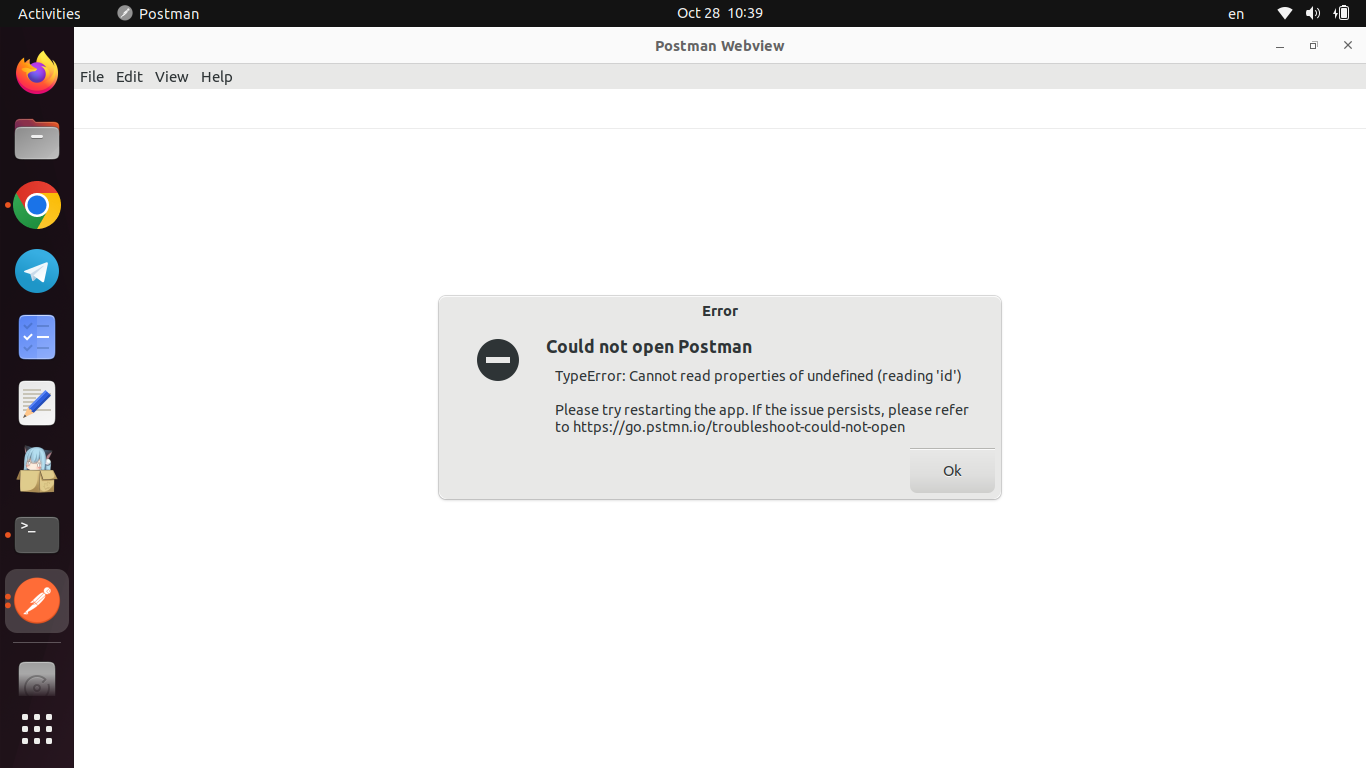 Activities
Postman
Oct 28 10:39
en
Postman Webview
File Edit View Help
Error
Could not open Postman
TypeError: Cannot read properties of undefined (reading 'id')
Please try restarting the app. If the issue persists, please refer
to https://go.pstmn.io/troubleshoot-could-not-open
Ok
>_